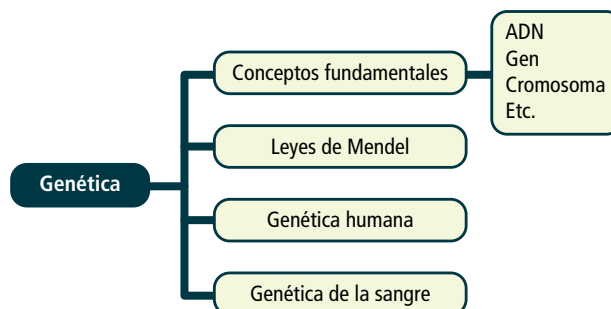 Genética
Conceptos fundamentales
ADN
Gen
Cromosoma
Etc.
Leyes de Mendel
Genética humana
Genética de la sangre